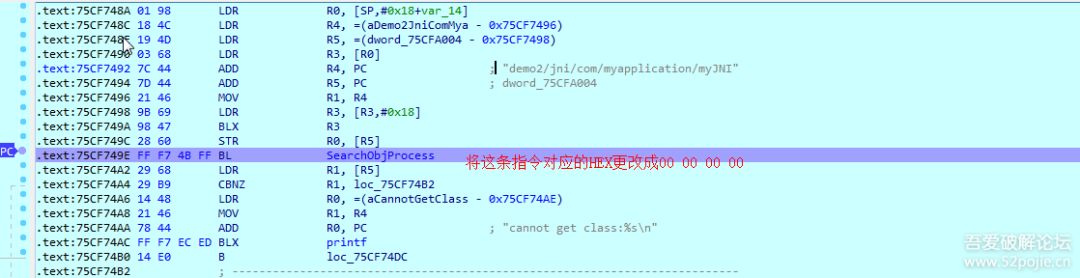 .text:75CF748A 01 98 LDR R0, [SP,#0x18+var_14]
.text:75CF748C 18 4C LDR R4, =(aDemo2JniComMya - 0x75CF7496)
.text:75CF748E 19 4D LDR R5, =(dword_75CFA004 - 0x75CF7498)
.text:75CF7490 03 68 LDR R3, [R0]
.text:75CF7492 7C 44 ADD R4, PC ; "demo2/jni/com/myapplication/myJNI"
.text:75CF7494 7D 44 ADD R5, PC ; dword_75CFA004
.text:75CF7496 21 46 MOV R1, R4
.text:75CF7498 9B 69 LDR R3, [R3,#0x18]
.text:75CF749A 98 47 BLX R3
.text:75CF749C 28 60 STR R0, [R5]
PC .text:75CF749E FF F7 4B FF BL SearchObjProcess 将这条指令对应的HEX更改成00 00 00 00
.text:75CF74A2 29 68 LDR R1, [R5]
.text:75CF74A4 29 B9 CBNZ R1, loc_75CF74B2
.text:75CF74A6 14 48 LDR R0, =(aCannotGetClass - 0x75CF74AE)
.text:75CF74A8 21 46 MOV R1, R4
.text:75CF74AA 78 44 ADD R0, PC ; "cannot get class:%s\n"
.text:75CF74AC FF F7 EC ED BLX printf
.text:75CF74B0 14 E0 B loc_75CF74DC
.text:75CF74B2 ; ---------------------------------------------------------------------------
吾爱破解论坛
www.52pojie.cn